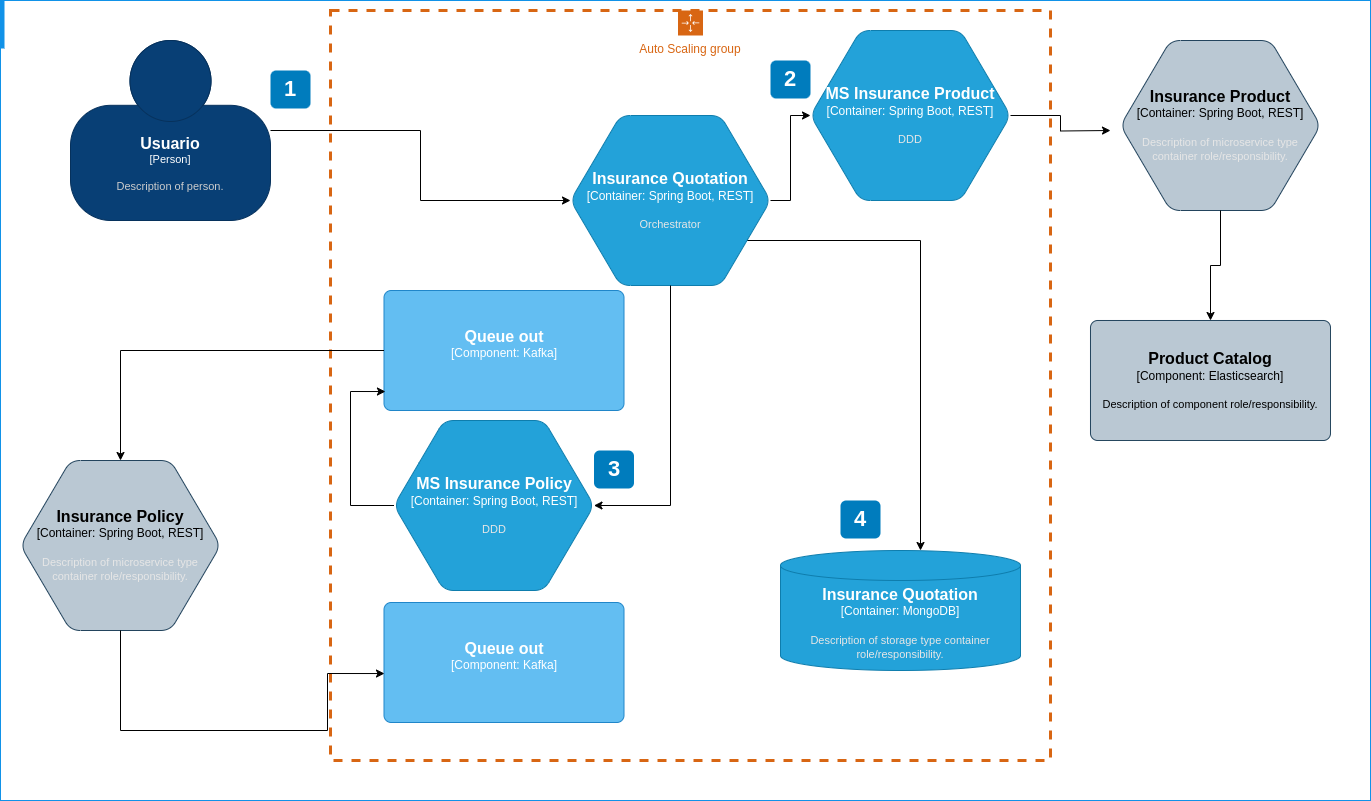 Auto Scaling group
1
Usuario
[Person]
Description of person.
2
MS Insurance Product
[Container: Spring Boot, REST]
DDD
Insurance Product
[Container: Spring Boot, REST]
Description of microservice type
container role/responsibility.
Insurance Quotation
[Container: Spring Boot, REST]
Orchestrator
Queue out
[Component: Kafka]
Product Catalog
[Component: Elasticsearch]
Description of component role/responsibility.
3
MS Insurance Policy
[Container: Spring Boot, REST]
DDD
Insurance Policy
[Container: Spring Boot, REST]
Description of microservice type
container role/responsibility.
4
Insurance Quotation
[Container: MongoDB]
Description of storage type container
role/responsibility.
Queue out
[Component: Kafka]